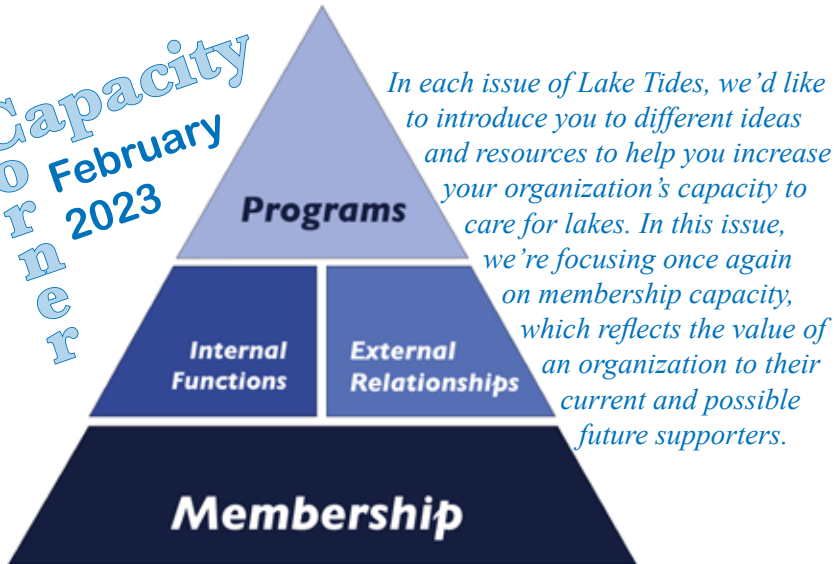 Capacity
Corner
February
2023
In each issue of Lake Tides, we’d like
to introduce you to different ideas
and resources to help you increase
your organization’s capacity to
care for lakes. In this issue,
we’re focusing once again
on membership capacity,
which reflects the value of
an organization to their
current and possible
future supporters.
Programs
Internal
Functions
External
Relationships
Membership